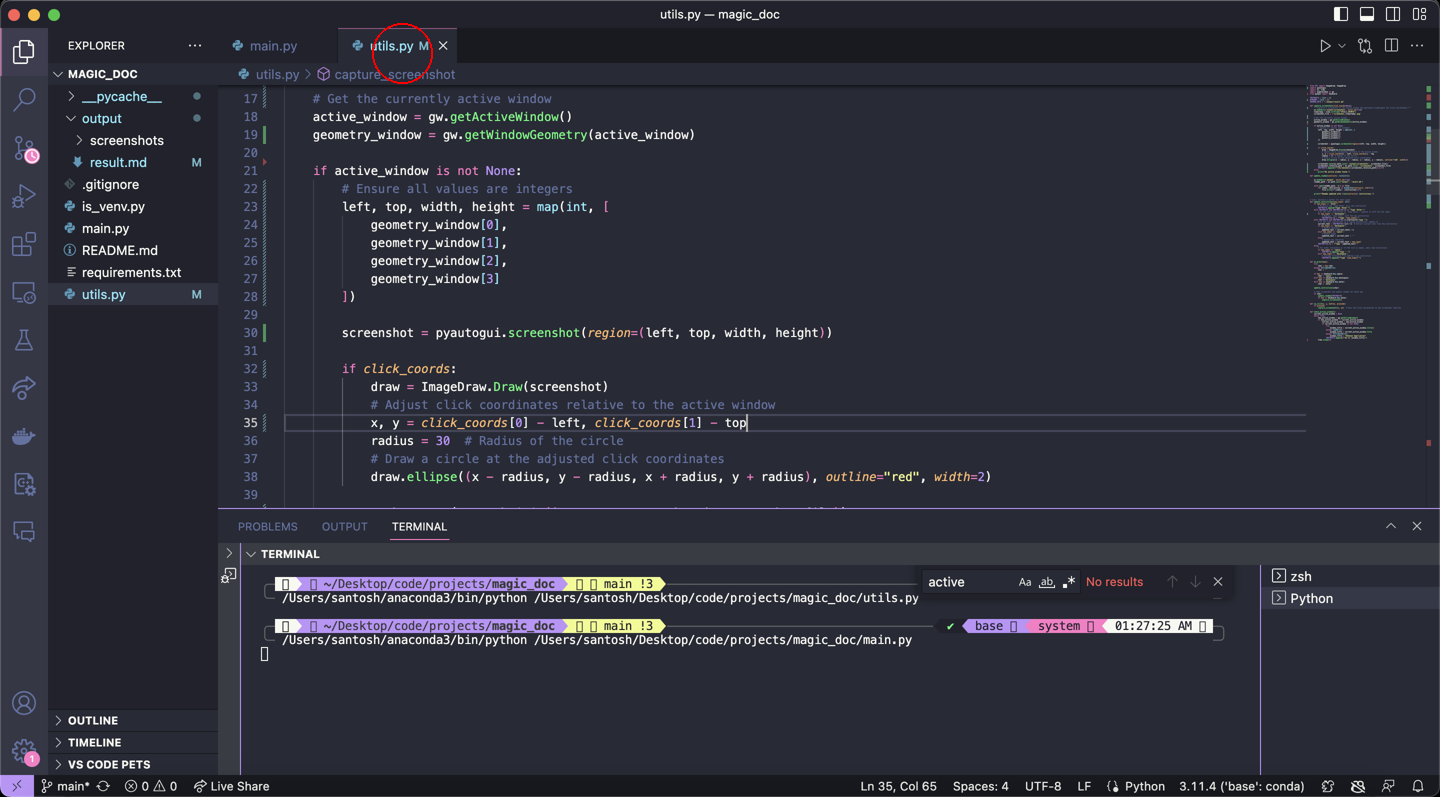 utils.py — magic_doc
EXPLORER
MAGIC_DOC
__pycache__
output
screenshots
result.md M
.gitignore
is_venv.py
main.py
README.md
requirements.txt
utils.py M
OUTLINE
TIMELINE
VS CODE PETS
main.py
utils.py M
utils.py > capture_screenshot
17 # Get the currently active window
18 active_window = gw.getActiveWindow()
19 geometry_window = gw.getWindowGeometry(active_window)
20
21 if active_window is not None:
22 # Ensure all values are integers
23 left, top, width, height = map(int, [
24 geometry_window[0],
25 geometry_window[1],
26 geometry_window[2],
27 geometry_window[3]
28 ])
29
30 screenshot = pyautogui.screenshot(region=(left, top, width, height))
31
32 if click_coords:
33 draw = ImageDraw.Draw(screenshot)
34 # Adjust click coordinates relative to the active window
35 x, y = click_coords[0] - left, click_coords[1] - top
36 radius = 30 # Radius of the circle
37 # Draw a circle at the adjusted click coordinates
38 draw.ellipse((x - radius, y - radius, x + radius, y + radius), outline="red", width=2)
39
PROBLEMS OUTPUT TERMINAL
TERMINAL
~/Desktop/code/projects/magic_doc main !3
/Users/santosh/anaconda3/bin/python /Users/santosh/Desktop/code/projects/magic_doc/utils.py
active Aa ab .* No results
~/Desktop/code/projects/magic_doc main !3 ✔ base system 01:27:25 AM
/Users/santosh/anaconda3/bin/python /Users/santosh/Desktop/code/projects/magic_doc/main.py
zsh
Python
1
main* 0 0 Live Share Ln 35, Col 65 Spaces: 4 UTF-8 LF Python 3.11.4 ('base': conda)